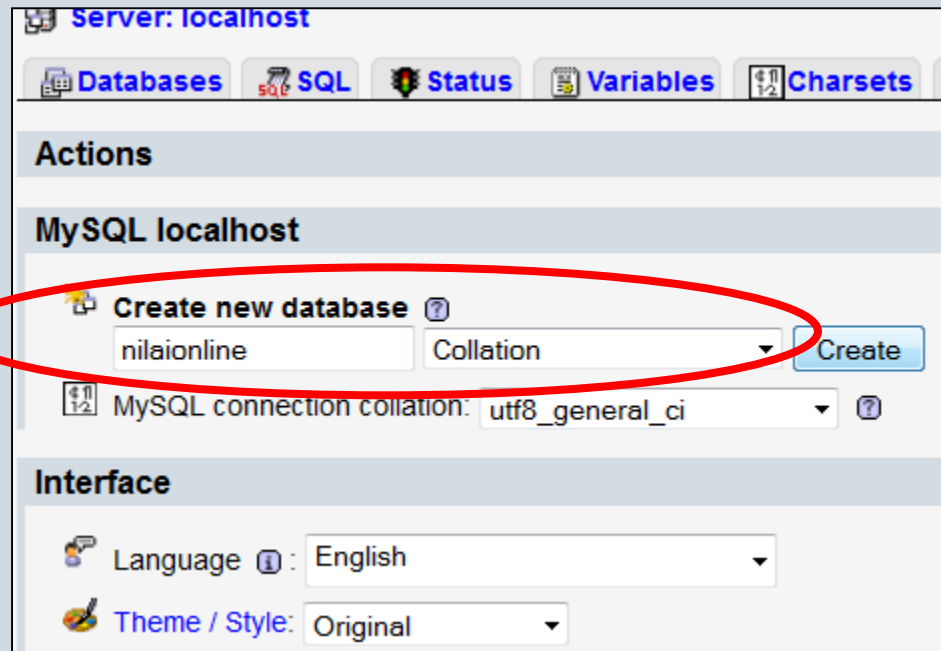 Server: localhost
Databases SQL Status Variables Charsets
Actions
MySQL localhost
Create new database
nilaionline Collation Create
MySQL connection collation: utf8_general_ci
Interface
Language : English
Theme / Style: Original